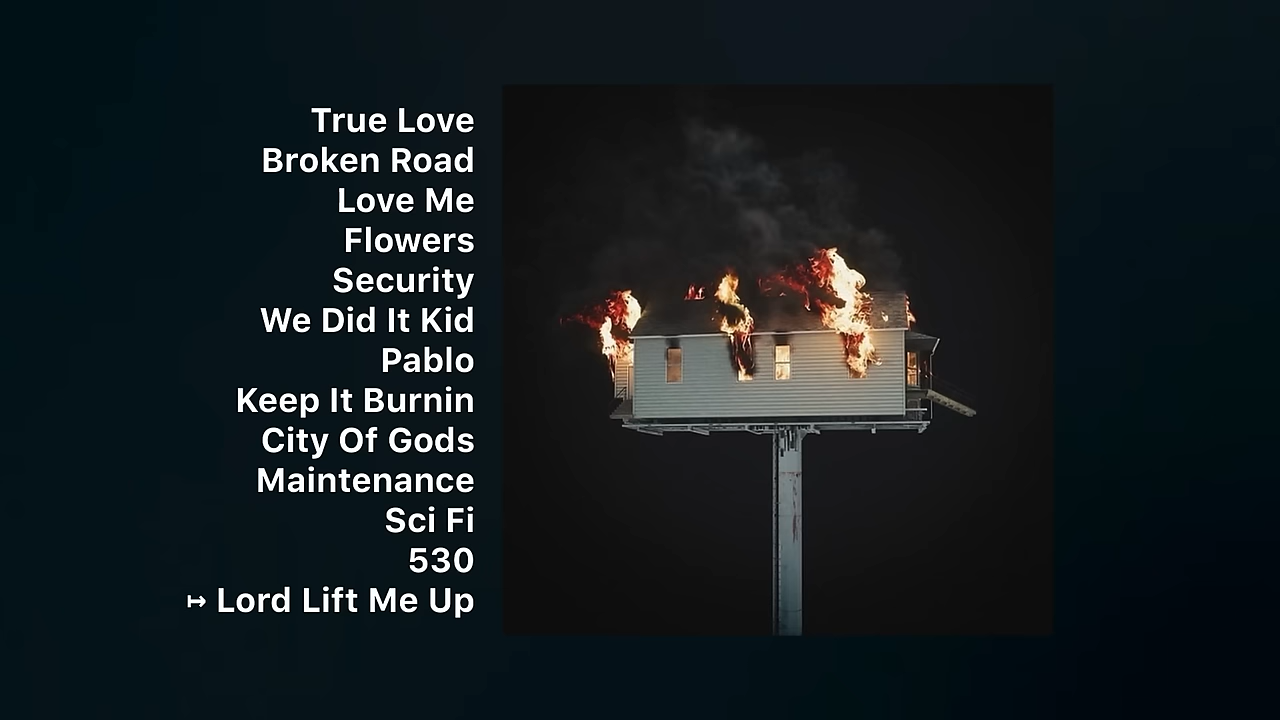 True Love
Broken Road
Love Me
Flowers
Security
We Did It Kid
Pablo
Keep It Burnin
City Of Gods
Maintenance
Sci Fi
530
↦ Lord Lift Me Up